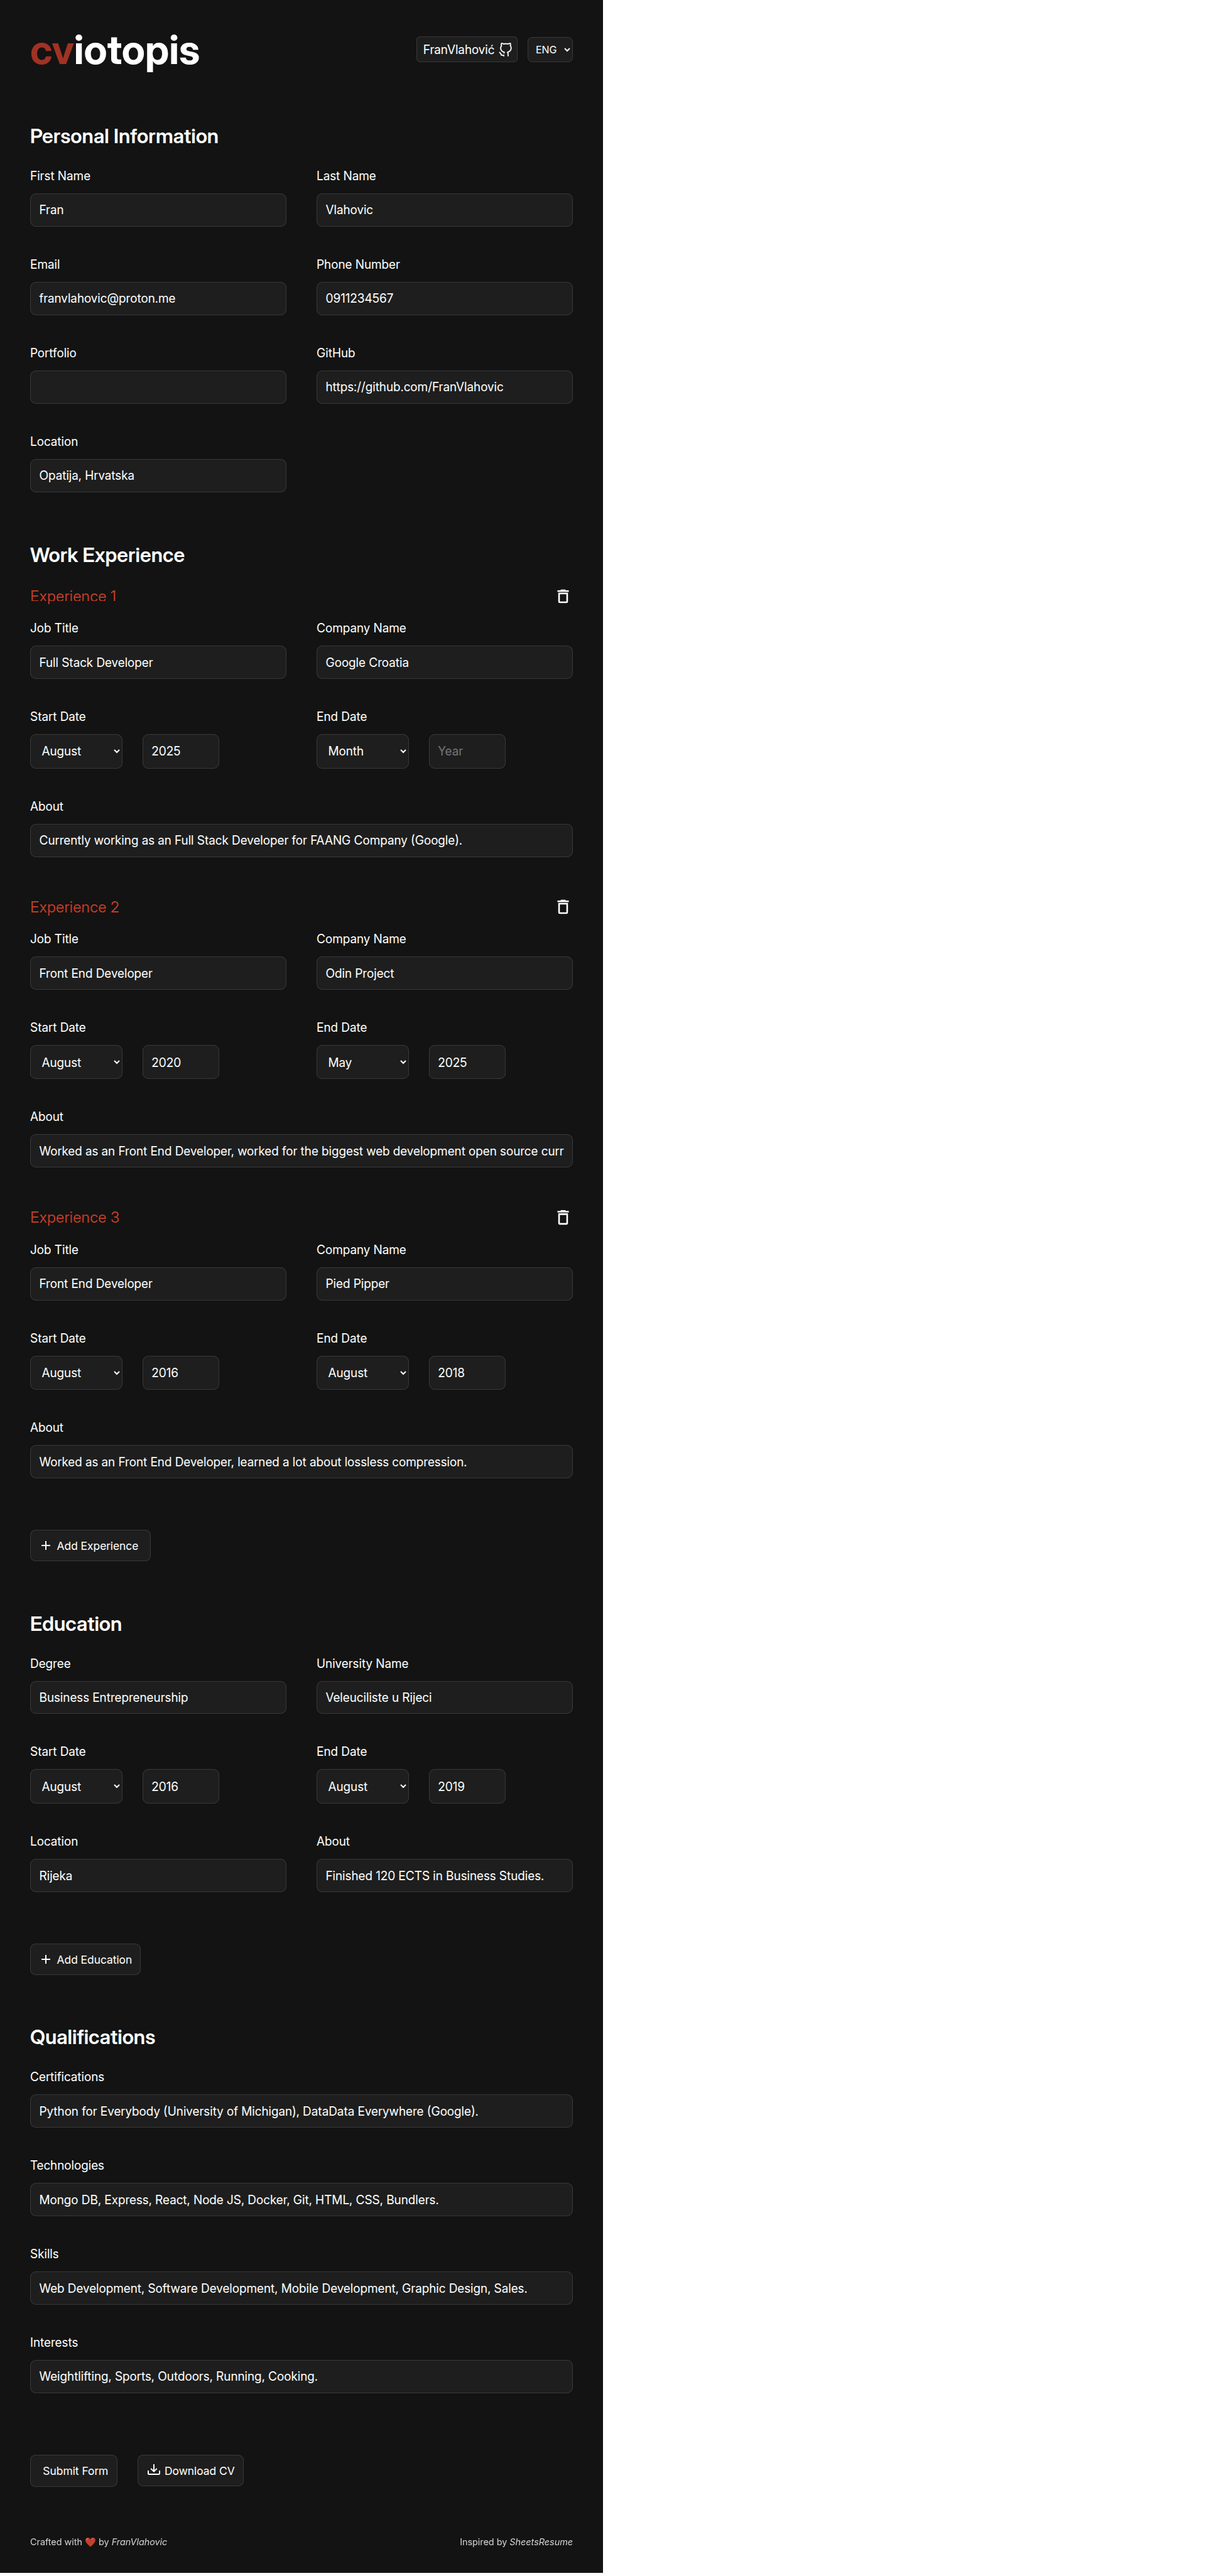 cviotopis
FranVlahović ENG
Personal Information
First Name Last Name
Fran Vlahovic
Email Phone Number
franvlahovic@proton.me 0911234567
Portfolio GitHub
https://github.com/FranVlahovic
Location
Opatija, Hrvatska
Work Experience
Experience 1
Job Title Company Name
Full Stack Developer Google Croatia
Start Date End Date
August 2025 Month Year
About
Currently working as an Full Stack Developer for FAANG Company (Google).
Experience 2
Job Title Company Name
Front End Developer Odin Project
Start Date End Date
August 2020 May 2025
About
Worked as an Front End Developer, worked for the biggest web development open source curr
Experience 3
Job Title Company Name
Front End Developer Pied Pipper
Start Date End Date
August 2016 August 2018
About
Worked as an Front End Developer, learned a lot about lossless compression.
+ Add Experience
Education
Degree University Name
Business Entrepreneurship Veleuciliste u Rijeci
Start Date End Date
August 2016 August 2019
Location About
Rijeka Finished 120 ECTS in Business Studies.
+ Add Education
Qualifications
Certifications
Python for Everybody (University of Michigan), DataData Everywhere (Google).
Technologies
Mongo DB, Express, React, Node JS, Docker, Git, HTML, CSS, Bundlers.
Skills
Web Development, Software Development, Mobile Development, Graphic Design, Sales.
Interests
Weightlifting, Sports, Outdoors, Running, Cooking.
Submit Form Download CV
Crafted with ❤️ by FranVlahovic Inspired by SheetsResume